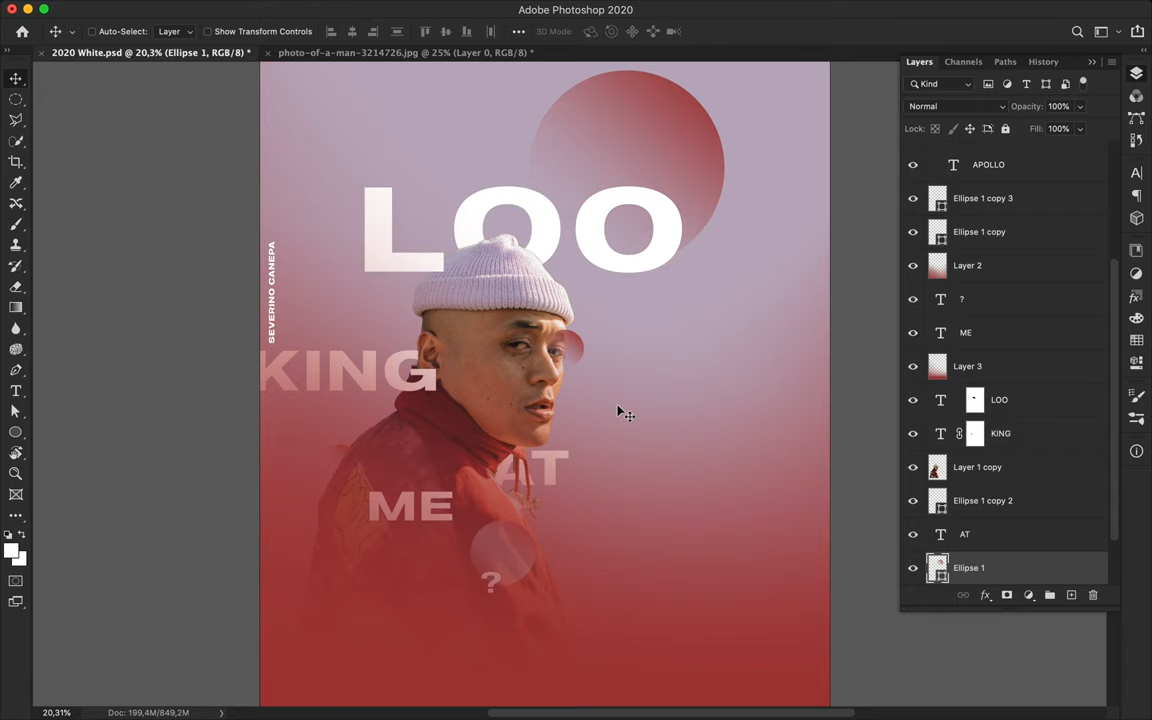 Adobe Photoshop 2020
Auto-Select: Layer Show Transform Controls 3D Mode:
2020 White.psd @ 20,3% (Ellipse 1, RGB/8) * photo-of-a-man-3214726.jpg @ 25% (Layer 0, RGB/8) *
Layers Channels Paths History
Kind
Normal Opacity: 100%
Lock: Fill: 100%
APOLLO
Ellipse 1 copy 3
Ellipse 1 copy
Layer 2
?
ME
Layer 3
LOO
KING
Layer 1 copy
Ellipse 1 copy 2
AT
Ellipse 1
LOO
SEVERINO CANEPA
KING
AT
ME
?
20,31% Doc: 199,4M/849,2M